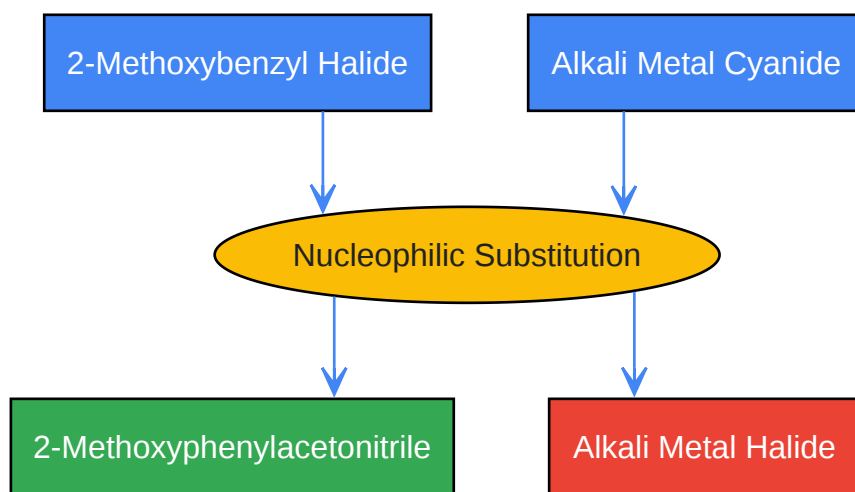 2-Methoxybenzyl Halide
Alkali Metal Cyanide
Nucleophilic Substitution
2-Methoxyphenylacetonitrile
Alkali Metal Halide